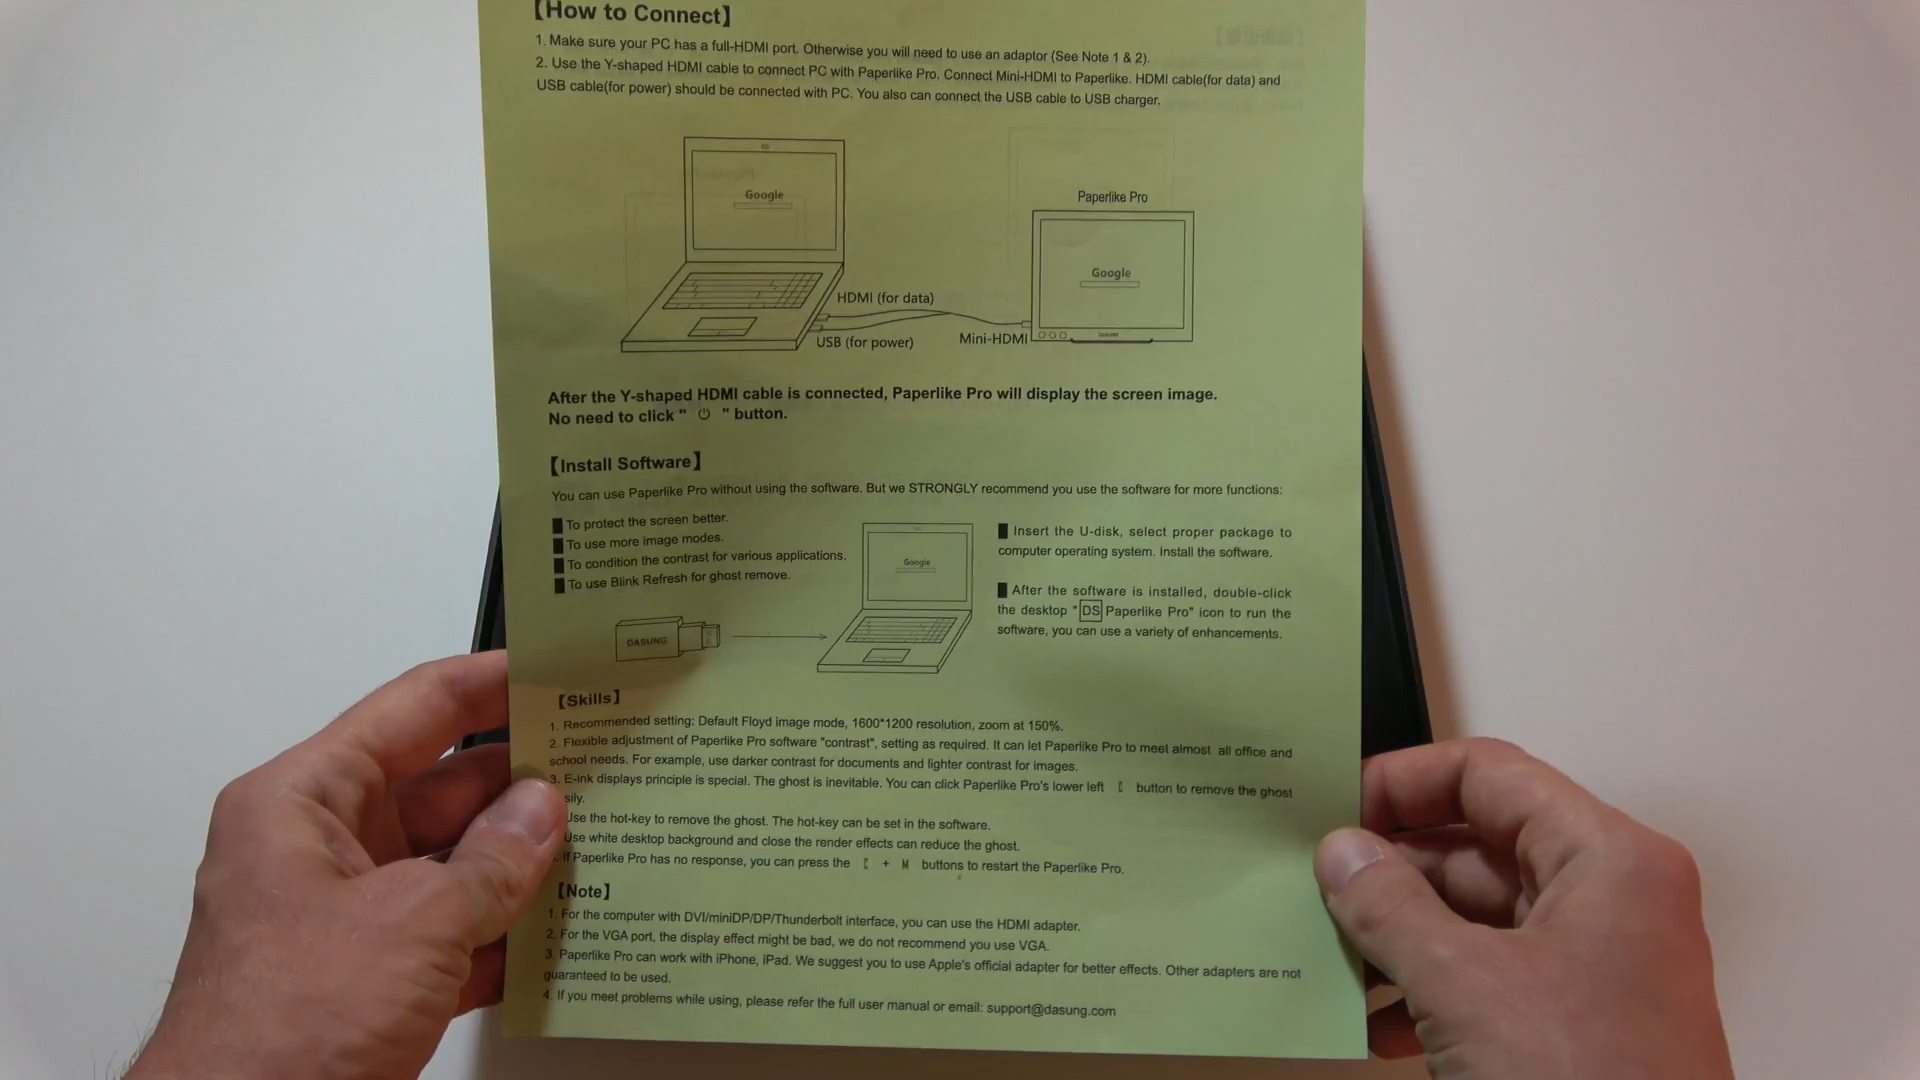 【How to Connect】
1. Make sure your PC has a full-HDMI port. Otherwise you will need to use an adaptor (See Note 1 & 2).
2. Use the Y-shaped HDMI cable to connect PC with Paperlike Pro. Connect Mini-HDMI to Paperlike. HDMI cable(for data) and
USB cable(for power) should be connected with PC. You also can connect the USB cable to USB charger.
Google
Paperlike Pro
Google
HDMI (for data)
USB (for power)
Mini-HDMI
After the Y-shaped HDMI cable is connected, Paperlike Pro will display the screen image.
No need to click " ⏻ " button.
【Install Software】
You can use Paperlike Pro without using the software. But we STRONGLY recommend you use the software for more functions:
To protect the screen better.
To use more image modes.
To condition the contrast for various applications.
To use Blink Refresh for ghost remove.
DASUNG
Google
Insert the U-disk, select proper package to
computer operating system. Install the software.
After the software is installed, double-click
the desktop "DS Paperlike Pro" icon to run the
software, you can use a variety of enhancements.
【Skills】
1. Recommended setting: Default Floyd image mode, 1600*1200 resolution, zoom at 150%.
2. Flexible adjustment of Paperlike Pro software "contrast", setting as required. It can let Paperlike Pro to meet almost all office and
school needs. For example, use darker contrast for documents and lighter contrast for images.
3. E-ink displays principle is special. The ghost is inevitable. You can click Paperlike Pro's lower left C button to remove the ghost
sily.
Use the hot-key to remove the ghost. The hot-key can be set in the software.
Use white desktop background and close the render effects can reduce the ghost.
. If Paperlike Pro has no response, you can press the C + M buttons to restart the Paperlike Pro.
【Note】
1. For the computer with DVI/miniDP/DP/Thunderbolt interface, you can use the HDMI adapter.
2. For the VGA port, the display effect might be bad, we do not recommend you use VGA.
3. Paperlike Pro can work with iPhone, iPad. We suggest you to use Apple's official adapter for better effects. Other adapters are not
guaranteed to be used.
4. If you meet problems while using, please refer the full user manual or email: support@dasung.com